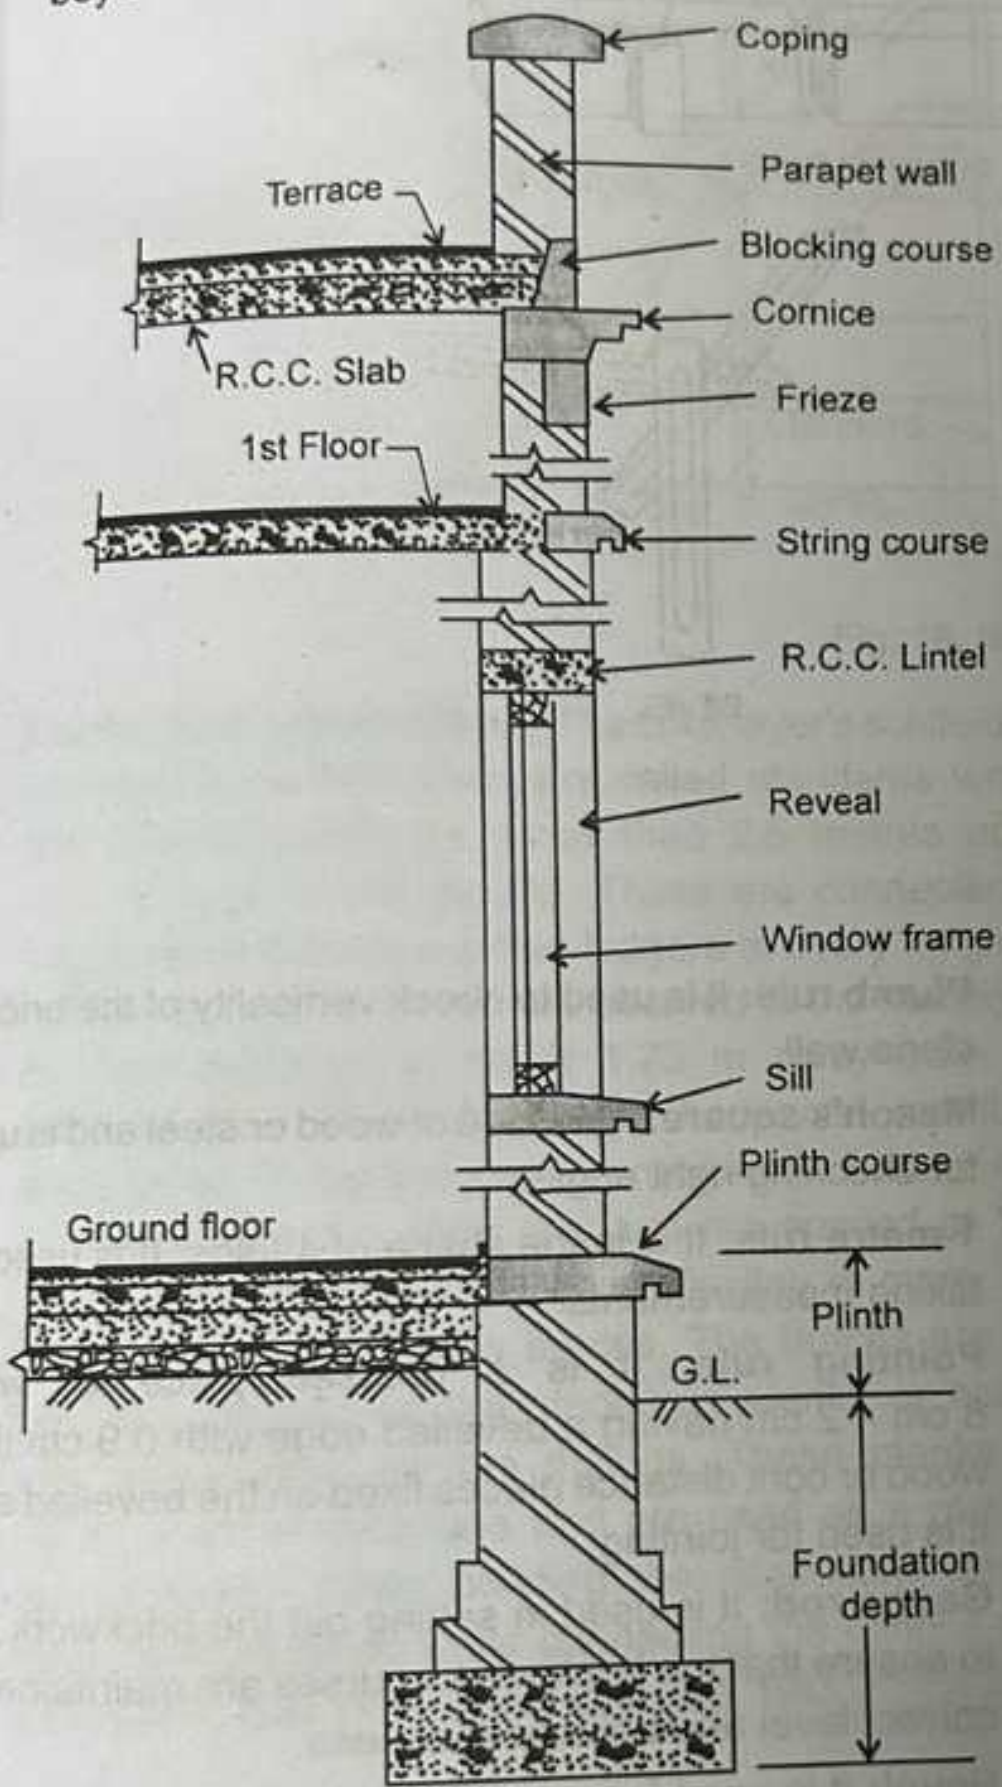 Coping
Parapet wall
Terrace
Blocking course
Cornice
R.C.C. Slab
Frieze
1st Floor
String course
R.C.C. Lintel
Reveal
Window frame
Sill
Plinth course
Ground floor
Plinth
G.L.
Foundation
depth